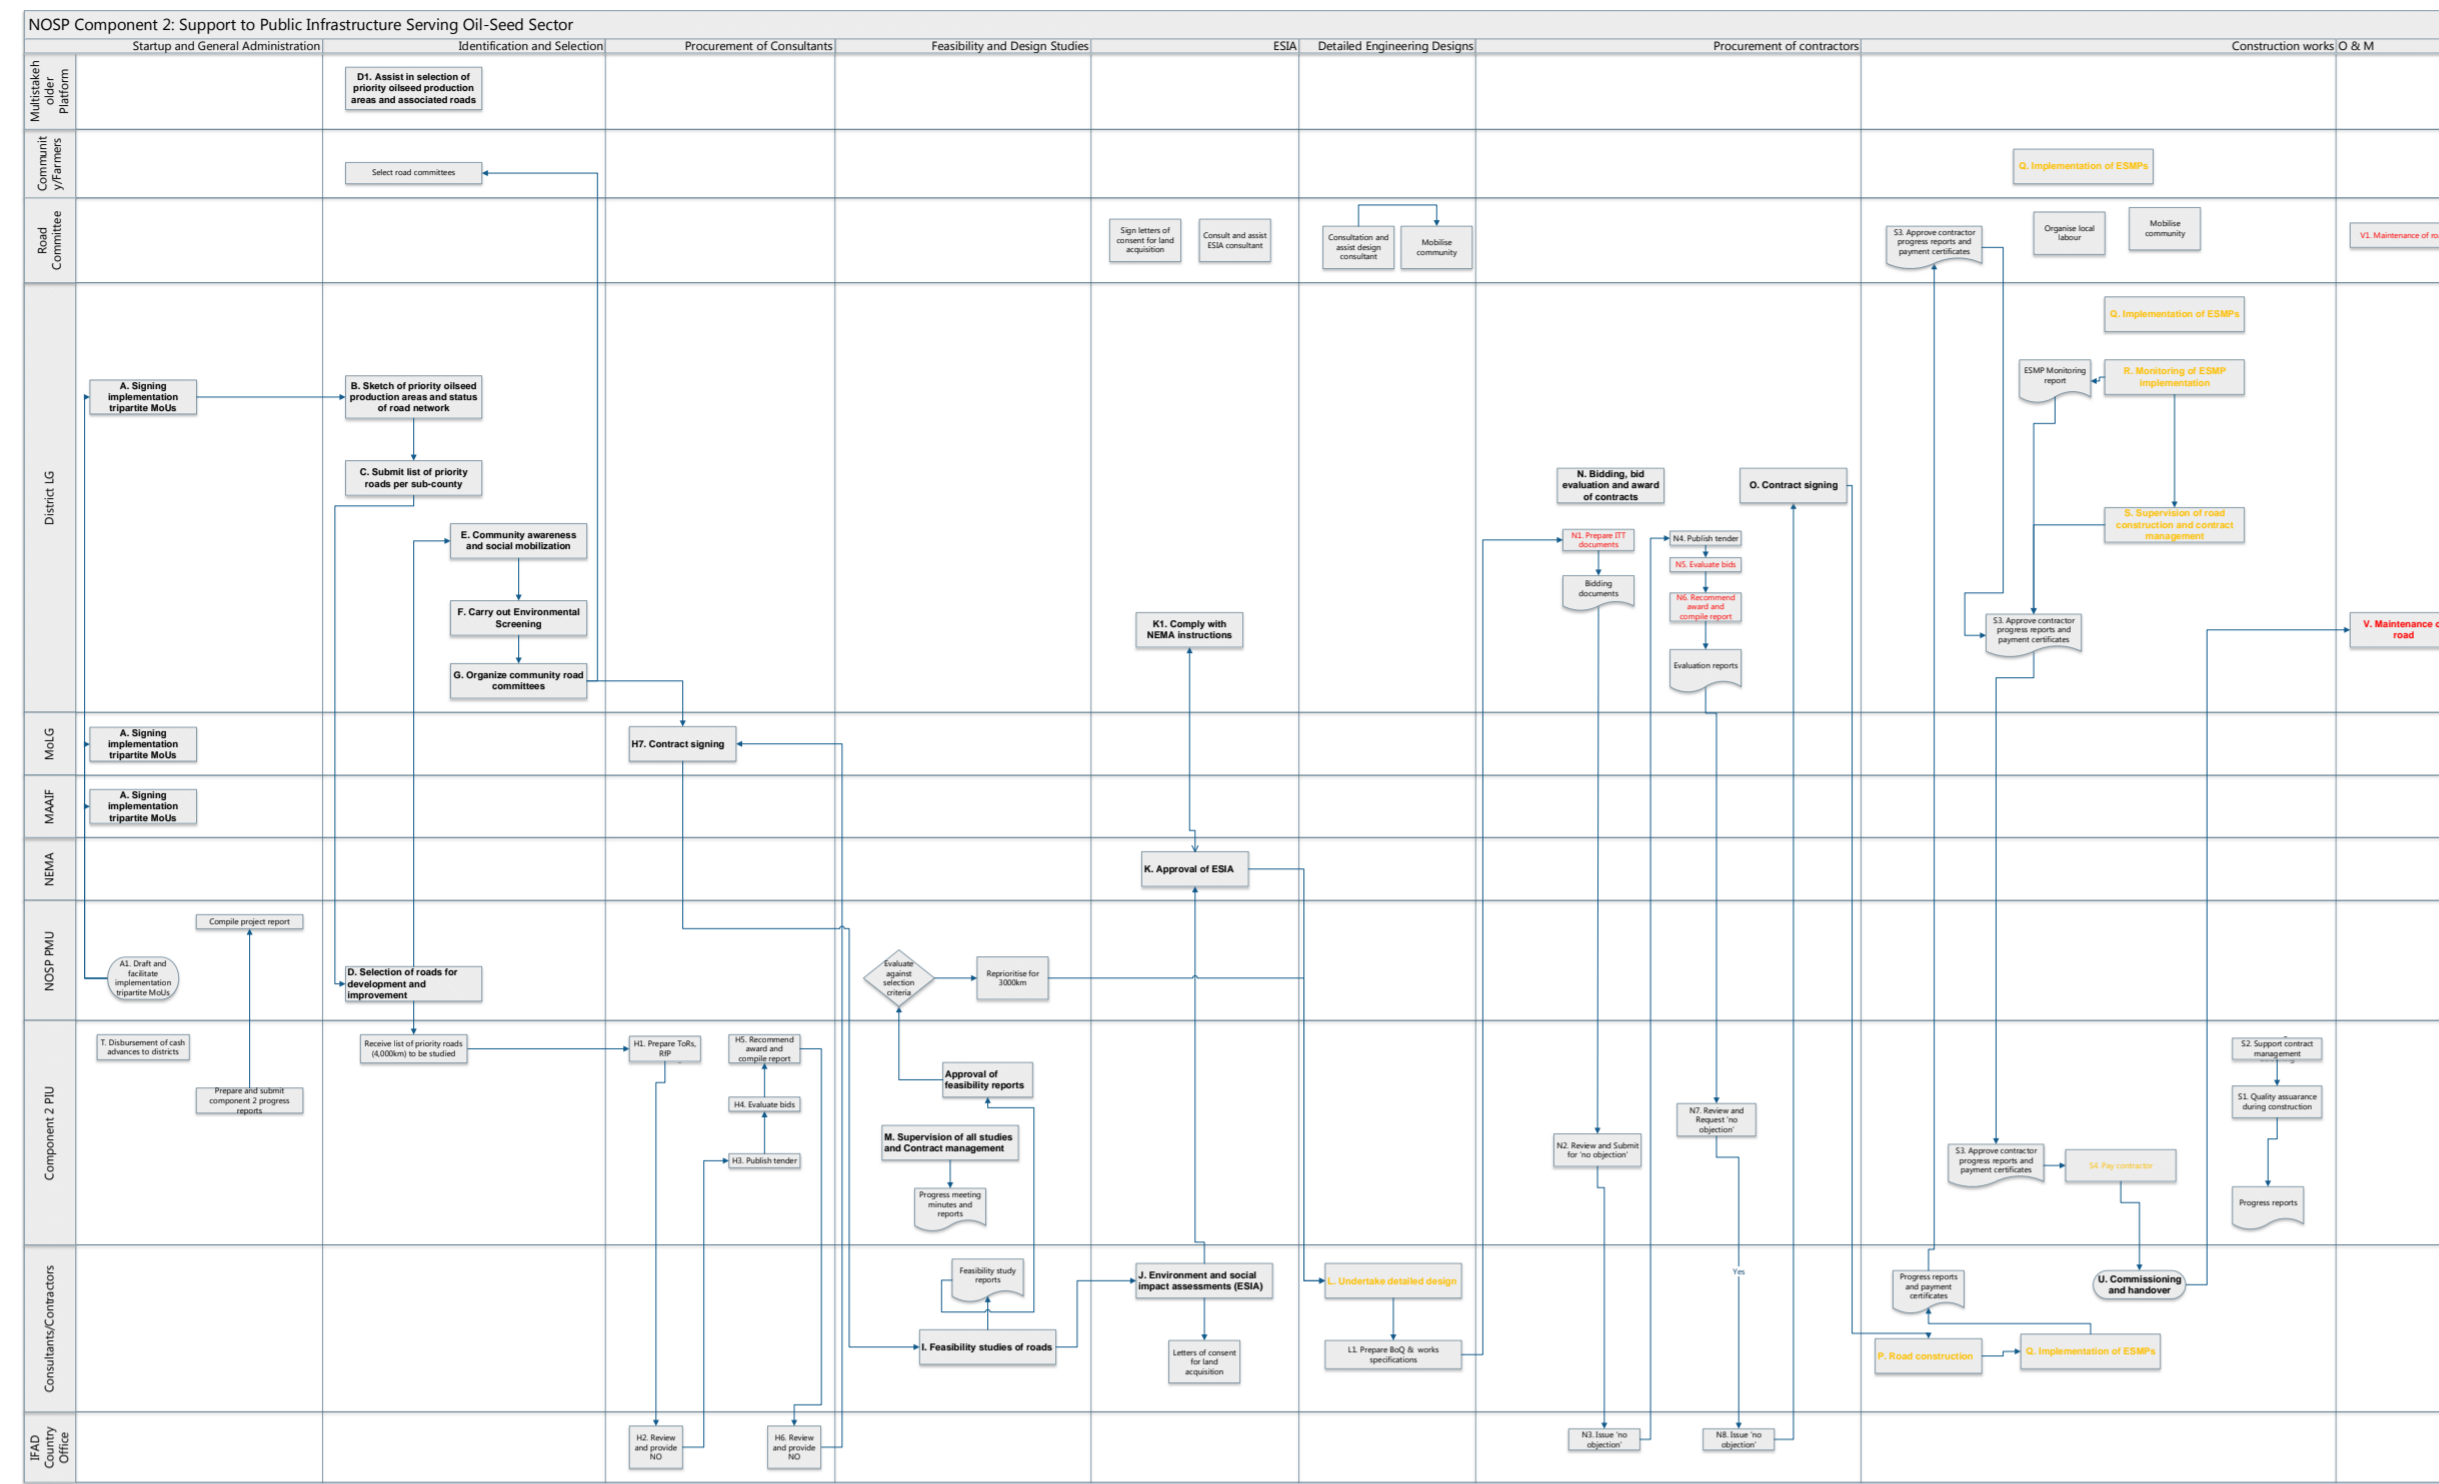 NOSP Component 2: Support to Public Infrastructure Serving Oil-Seed Sector
Startup and General Administration
Identification and Selection
Procurement of Consultants
Feasibility and Design Studies
ESIA
Detailed Engineering Designs
Procurement of contractors
Construction works
O & M
Multistakeh
older
Platform
D1. Assist in selection of
priority oilseed production
areas and associated roads
Communit
y/Farmers
Select road committees
Q. Implementation of ESMPs
Road
Committee
Sign letters of
consent for land
acquisition
Consult and assist
ESIA consultant
Consultation and
assist design
consultant
Mobilise
community
S3. Approve contractor
progress reports and
payment certificates
Organise local
labour
Mobilise
community
V1. Maintenance of
District LG
A. Signing
implementation
tripartite MoUs
B. Sketch of priority oilseed
production areas and status
of road network
C. Submit list of priority
roads per sub-county
E. Community awareness
and social mobilization
F. Carry out Environmental
Screening
G. Organize community road
committees
K1. Comply with
NEMA instructions
N. Bidding, bid
evaluation and award
of contracts
O. Contract signing
N1. Prepare ITT
documents
Bidding
documents
N4. Publish tender
N5. Evaluate bids
N6. Recommend
award and
compile report
Evaluation reports
Q. Implementation of ESMPs
ESMP Monitoring
report
R. Monitoring of ESMP
implementation
S. Supervision of road
construction and contract
management
S3. Approve contractor
progress reports and
payment certificates
V. Maintenance
road
MoLG
A. Signing
implementation
tripartite MoUs
H7. Contract signing
MAAIF
A. Signing
implementation
tripartite MoUs
NEMA
K. Approval of ESIA
NOSP PMU
Compile project report
A1. Draft and
facilitate
implementation
tripartite MoUs
D. Selection of roads for
development and
improvement
Evaluate
against
selection
criteria
Reprioritise for
3000km
Component 2 PIU
T. Disbursement of cash
advances to districts
Prepare and submit
component 2 progress
reports
Receive list of priority roads
(4,000km) to be studied
H1. Prepare ToRs,
RfP
H5. Recommend
award and
compile report
H4. Evaluate bids
H3. Publish tender
Approval of
feasibility reports
M. Supervision of all studies
and Contract management
Progress meeting
minutes and
reports
N2. Review and Submit
for 'no objection'
N7. Review and
Request 'no
objection'
S3. Approve contractor
progress reports and
payment certificates
S4. Pay contractor
S2. Support contract
management
S1. Quality assuarance
during construction
Progress reports
Consultants/Contractors
Feasibility study
reports
I. Feasibility studies of roads
J. Environment and social
impact assessments (ESIA)
Letters of consent
for land
acquisition
L. Undertake detailed design
L1. Prepare BoQ & works
specifications
Yes
Progress reports
and payment
certificates
U. Commissioning
and handover
P. Road construction
Q. Implementation of ESMPs
IFAD
Country
Office
H2. Review
and provide
NO
H6. Review
and provide
NO
N3. Issue 'no
objection'
N8. Issue 'no
objection'